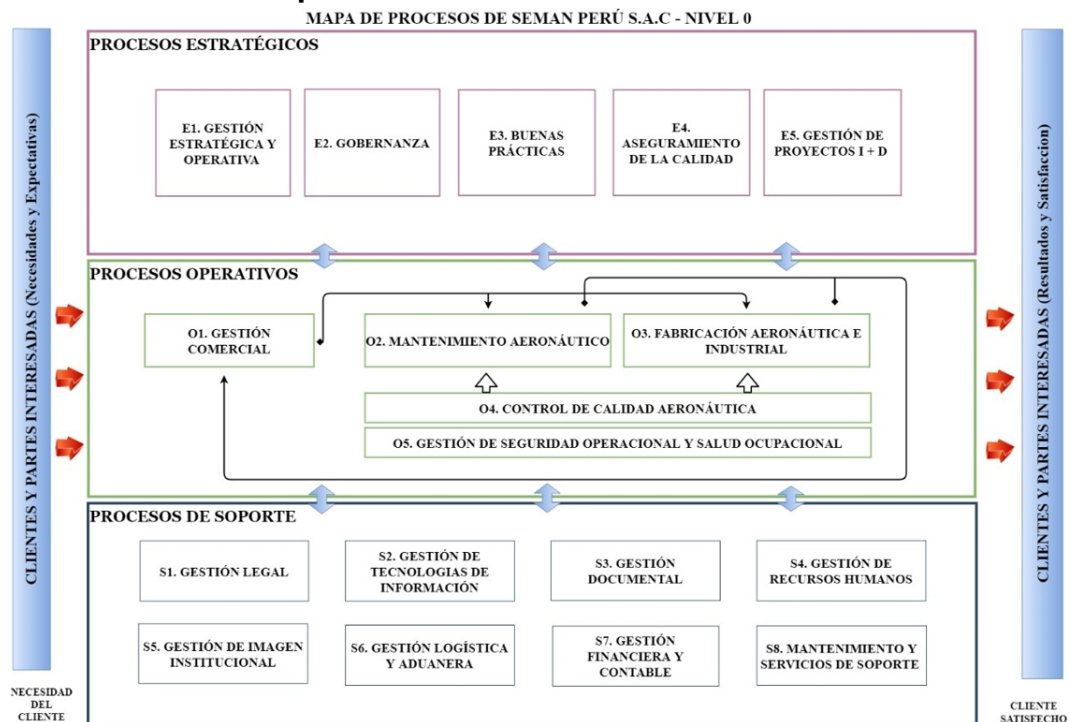 MAPA DE PROCESOS DE SEMAN PERÚ S.A.C - NIVEL 0
CLIENTES Y PARTES INTERESADAS (Necesidades y Expectativas)
PROCESOS ESTRATÉGICOS
E1. GESTIÓN
ESTRATÉGICA Y
OPERATIVA
E2. GOBERNANZA
E3. BUENAS
PRÁCTICAS
E4.
ASEGURAMIENTO
DE LA CALIDAD
E5. GESTIÓN DE
PROYECTOS I + D
PROCESOS OPERATIVOS
O1. GESTIÓN
COMERCIAL
O2. MANTENIMIENTO AERONÁUTICO
O3. FABRICACIÓN AERONÁUTICA E
INDUSTRIAL
O4. CONTROL DE CALIDAD AERONÁUTICA
O5. GESTIÓN DE SEGURIDAD OPERACIONAL Y SALUD OCUPACIONAL
PROCESOS DE SOPORTE
S1. GESTIÓN LEGAL
S2. GESTIÓN DE
TECNOLOGIAS DE
INFORMACIÓN
S3. GESTIÓN
DOCUMENTAL
S4. GESTIÓN DE
RECURSOS HUMANOS
S5. GESTIÓN DE IMAGEN
INSTITUCIONAL
S6. GESTIÓN LOGÍSTICA
Y ADUANERA
S7. GESTIÓN
FINANCIERA Y
CONTABLE
S8. MANTENIMIENTO Y
SERVICIOS DE SOPORTE
CLIENTES Y PARTES INTERESADAS (Resultados y Satisfaccion)
NECESIDAD
DEL
CLIENTE
CLIENTE
SATISFECHO